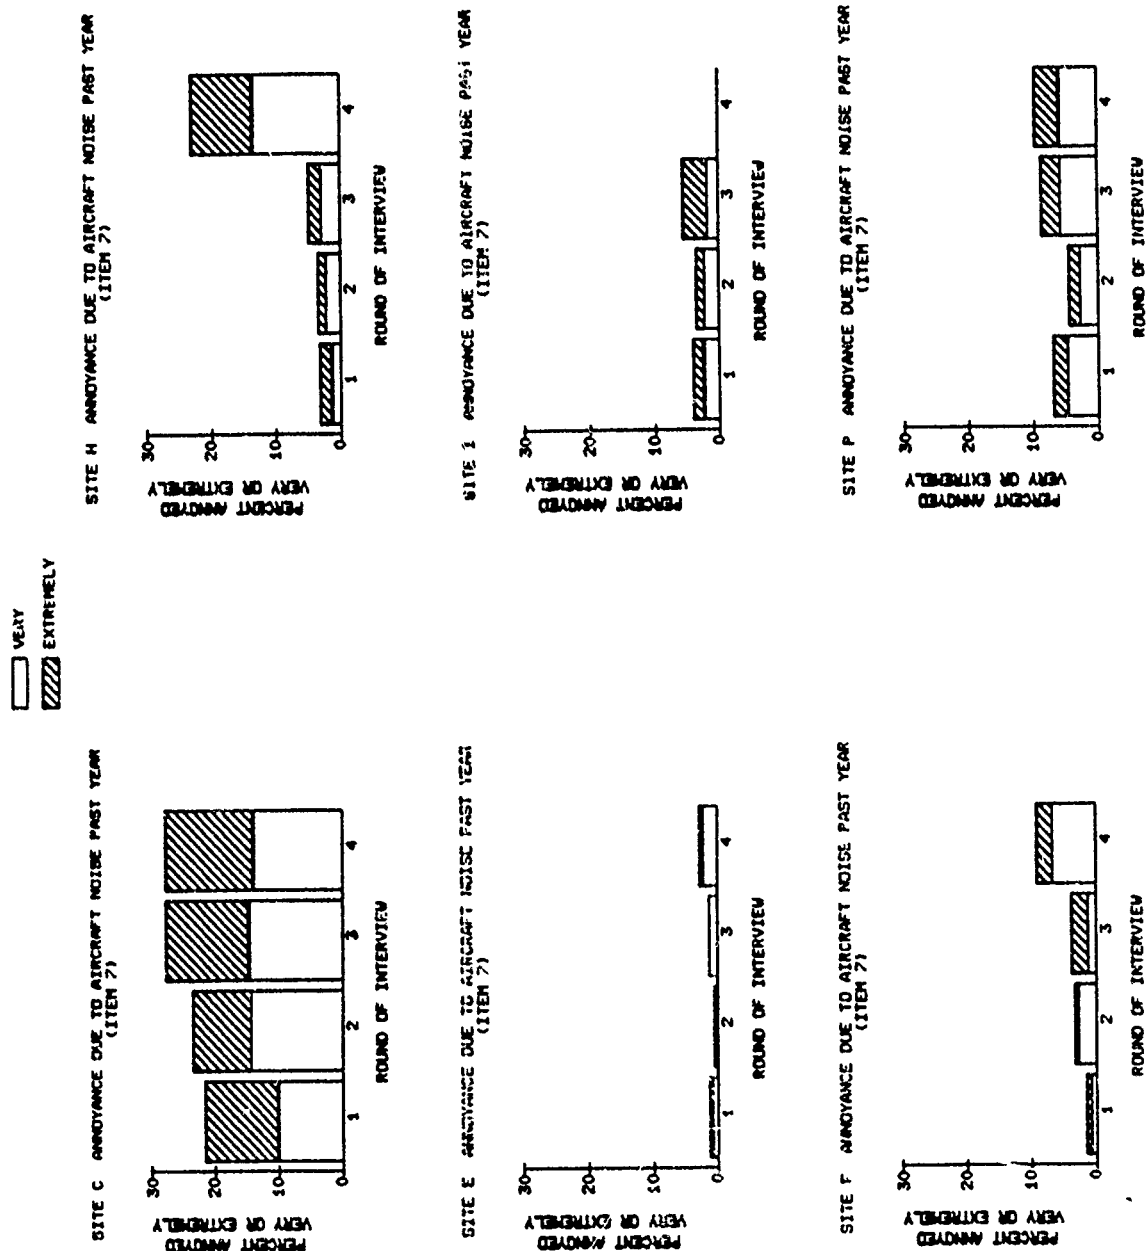 VERY
EXTREMELY
SITE C ANNOYANCE DUE TO AIRCRAFT NOISE PAST YEAR
(ITEM 7)
PERCENT ANNOYED
VERY OR EXTREMELY
30
20
10
0
1
2
3
4
ROUND OF INTERVIEW
SITE H ANNOYANCE DUE TO AIRCRAFT NOISE PAST YEAR
(ITEM 7)
PERCENT ANNOYED
VERY OR EXTREMELY
30
20
10
0
1
2
3
4
ROUND OF INTERVIEW
SITE E ANNOYANCE DUE TO AIRCRAFT NOISE PAST YEAR
(ITEM 7)
PERCENT ANNOYED
VERY OR EXTREMELY
30
20
10
0
1
2
3
4
ROUND OF INTERVIEW
SITE I ANNOYANCE DUE TO AIRCRAFT NOISE PAST YEAR
(ITEM 7)
PERCENT ANNOYED
VERY OR EXTREMELY
30
20
10
0
1
2
3
4
ROUND OF INTERVIEW
SITE F ANNOYANCE DUE TO AIRCRAFT NOISE PAST YEAR
(ITEM 7)
PERCENT ANNOYED
VERY OR EXTREMELY
30
20
10
0
1
2
3
4
ROUND OF INTERVIEW
SITE P ANNOYANCE DUE TO AIRCRAFT NOISE PAST YEAR
(ITEM 7)
PERCENT ANNOYED
VERY OR EXTREMELY
30
20
10
0
1
2
3
4
ROUND OF INTERVIEW